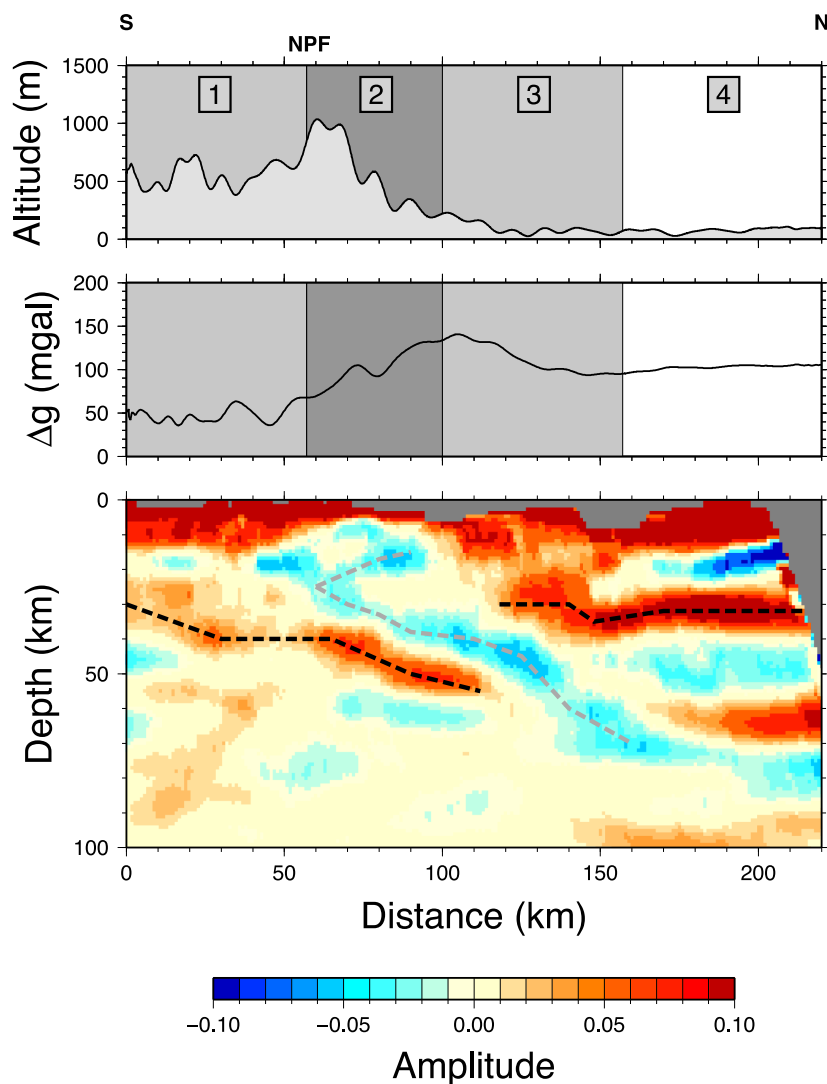 S N
NPF
1500
1000
500
0
Altitude (m)
1 2 3 4
200
150
100
50
0
Δg (mgal)
0
50
100
Depth (km)
0 50 100 150 200
Distance (km)
−0.10 −0.05 0.00 0.05 0.10
Amplitude